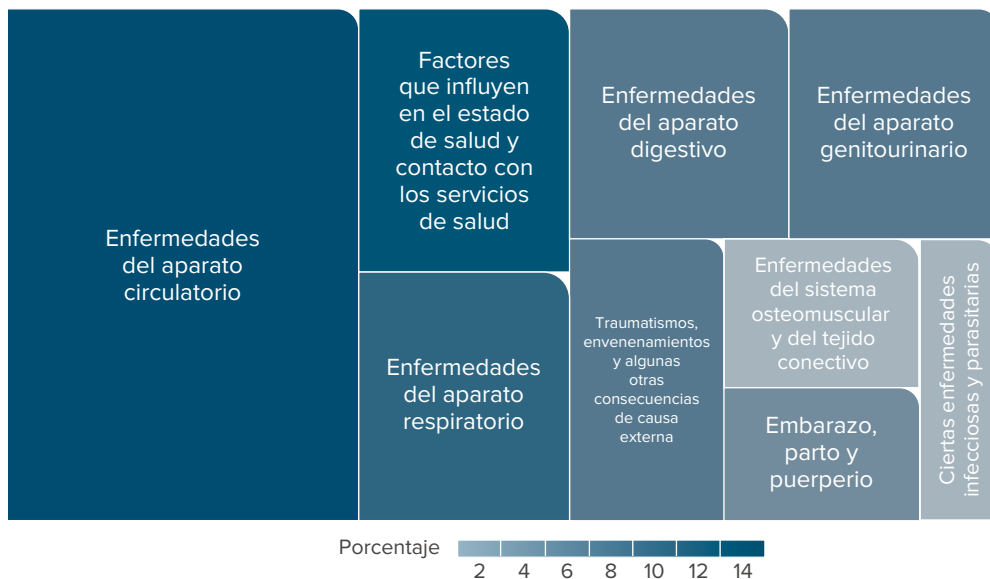 Enfermedades
del aparato
circulatorio
Factores
que influyen
en el estado
de salud y
contacto con
los servicios
de salud
Enfermedades
del aparato
respiratorio
Enfermedades
del aparato
digestivo
Enfermedades
del aparato
genitourinario
Traumatismos,
envenenamientos
y algunas
otras
consecuencias
de causa
externa
Enfermedades
del sistema
osteomuscular
y del tejido
conectivo
Embarazo,
parto y
puerperio
Ciertas enfermedades
infecciosas y parasitarias
Porcentaje
2 4 6 8 10 12 14